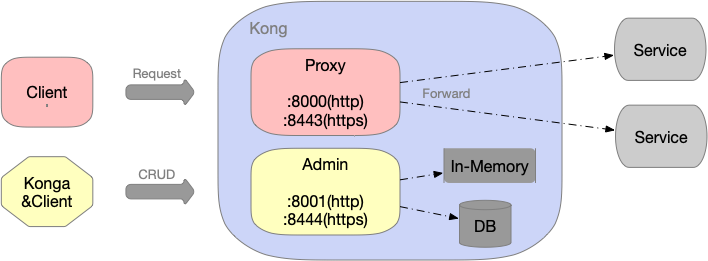 Kong
Client
Request
Proxy
:8000(http)
:8443(https)
Forward
Service
Service
Konga
&Client
CRUD
Admin
:8001(http)
:8444(https)
In-Memory
DB